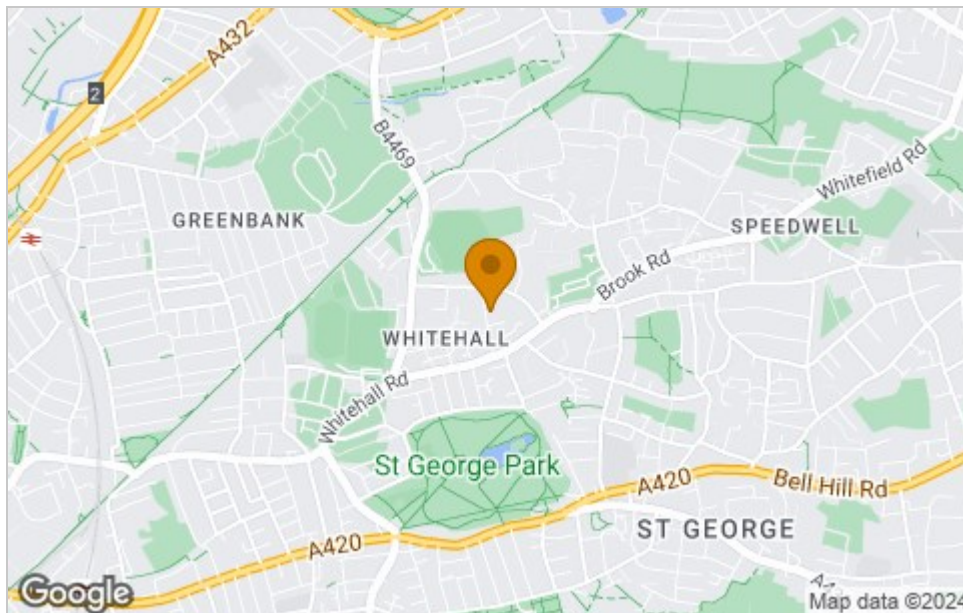 A432
2
B4469
Whitefield Rd
GREENBANK
SPEEDWELL
Brook Rd
WHITEHALL
Whitehall Rd
St George Park
A420
Bell Hill Rd
ST GEORGE
A420
Google
Map data ©2024